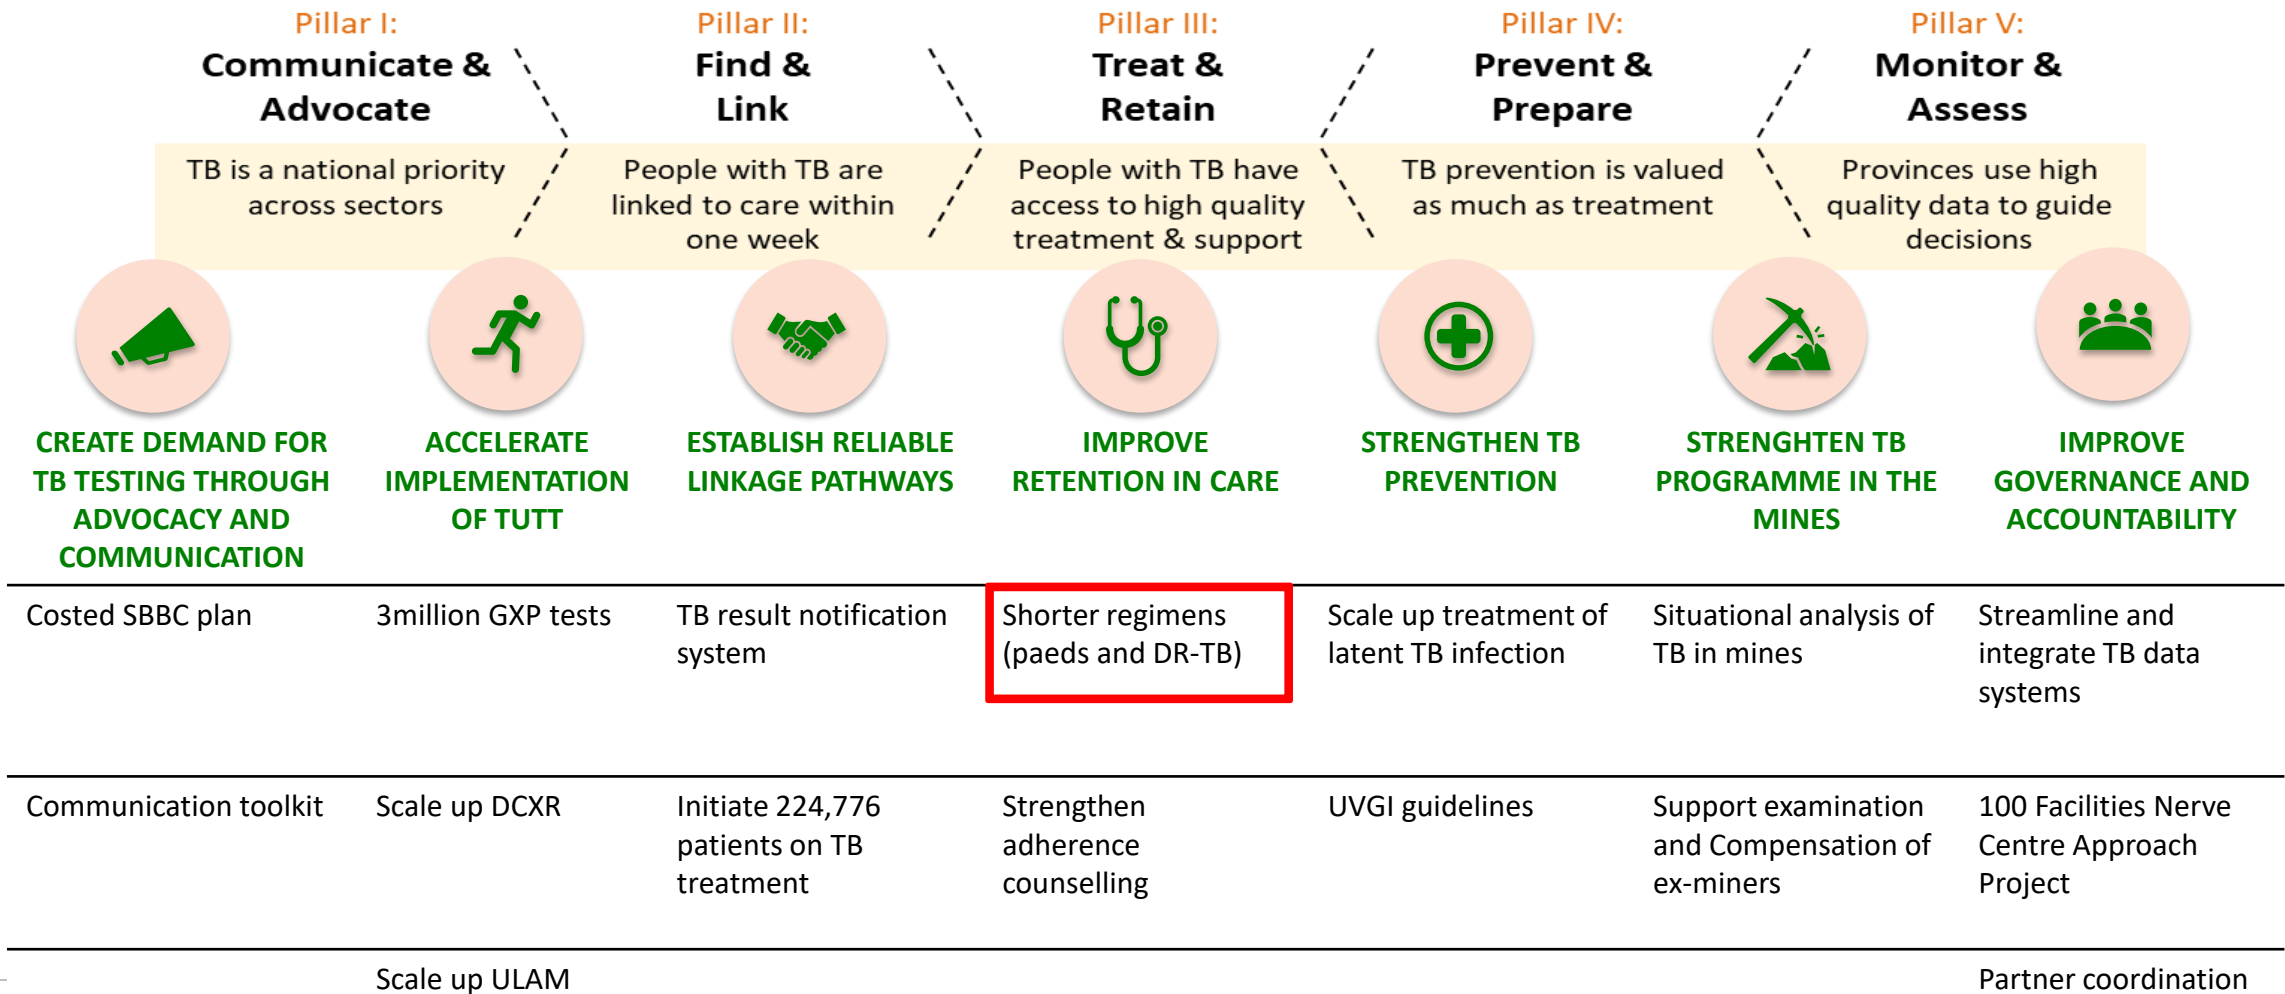 Pillar I:
Communicate &
Advocate
TB is a national priority
across sectors
Pillar II:
Find &
Link
People with TB are
linked to care within
one week
Pillar III:
Treat &
Retain
People with TB have
access to high quality
treatment & support
Pillar IV:
Prevent &
Prepare
TB prevention is valued
as much as treatment
Pillar V:
Monitor &
Assess
Provinces use high
quality data to guide
decisions
CREATE DEMAND FOR
TB TESTING THROUGH
ADVOCACY AND
COMMUNICATION
ACCELERATE
IMPLEMENTATION
OF TUTT
ESTABLISH RELIABLE
LINKAGE PATHWAYS
IMPROVE
RETENTION IN CARE
STRENGTHEN TB
PREVENTION
STRENGHTEN TB
PROGRAMME IN THE
MINES
IMPROVE
GOVERNANCE AND
ACCOUNTABILITY
Costed SBBC plan
3million GXP tests
TB result notification
system
Shorter regimens
(paeds and DR-TB)
Scale up treatment of
latent TB infection
Situational analysis of
TB in mines
Streamline and
integrate TB data
systems
Communication toolkit
Scale up DCXR
Initiate 224,776
patients on TB
treatment
Strengthen
adherence
counselling
UVGI guidelines
Support examination
and Compensation of
ex-miners
100 Facilities Nerve
Centre Approach
Project
Scale up ULAM
Partner coordination